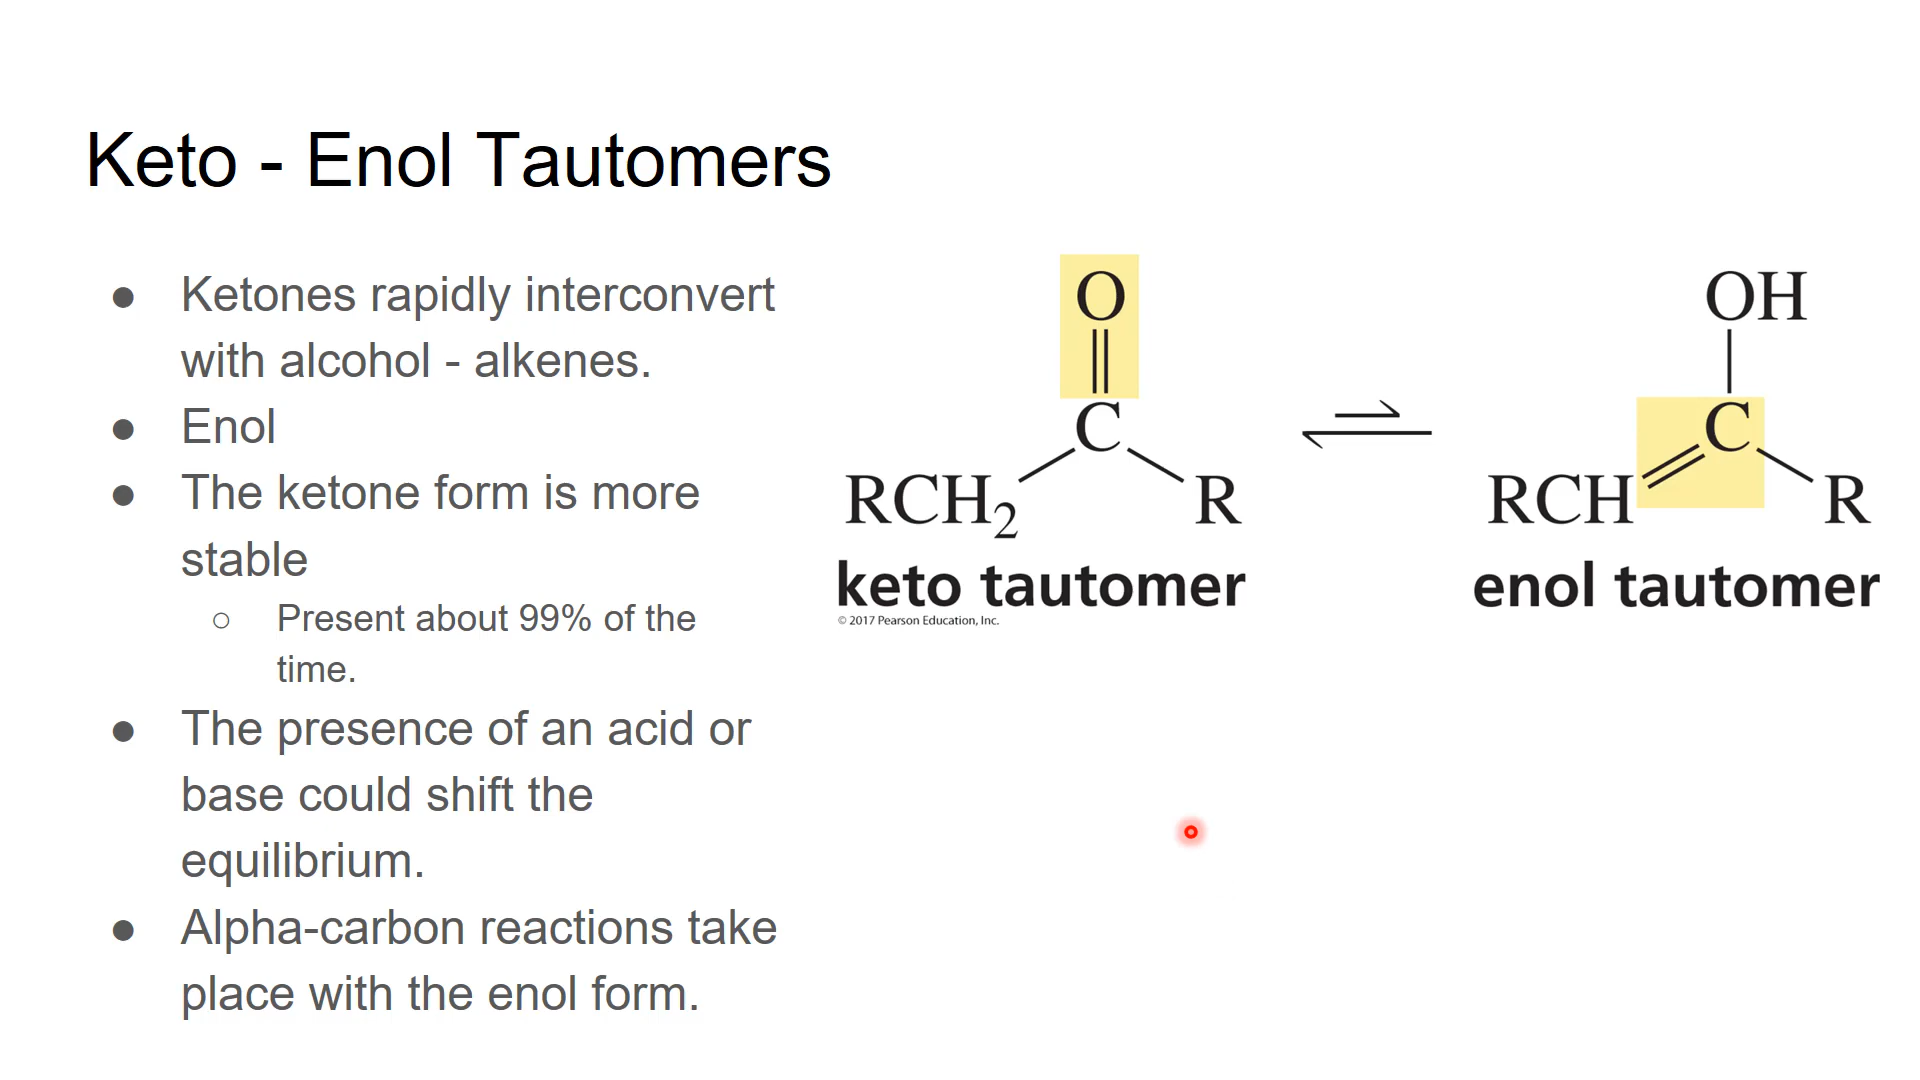 Keto - Enol Tautomers
● Ketones rapidly interconvert
with alcohol - alkenes.
● Enol
● The ketone form is more
stable
○ Present about 99% of the
time.
● The presence of an acid or
base could shift the
equilibrium.
● Alpha-carbon reactions take
place with the enol form.
O
C
RCH₂ R
keto tautomer
© 2017 Pearson Education, Inc.
OH
C
RCH R
enol tautomer